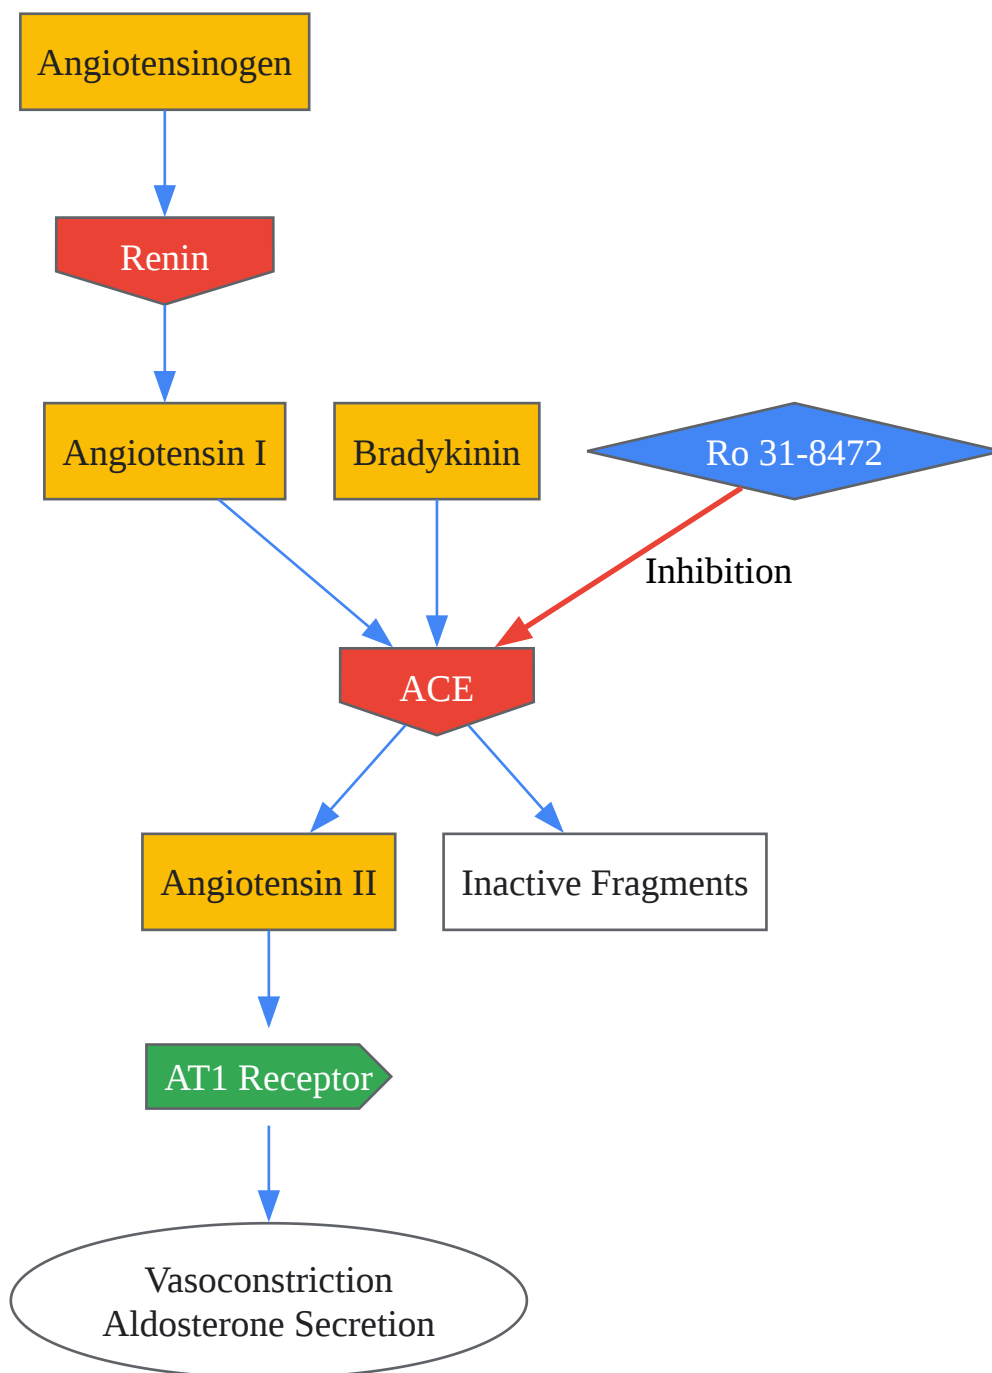 Angiotensinogen
Renin
Angiotensin I
Bradykinin
Ro 31-8472
Inhibition
ACE
Angiotensin II
Inactive Fragments
AT1 Receptor
Vasoconstriction
Aldosterone Secretion